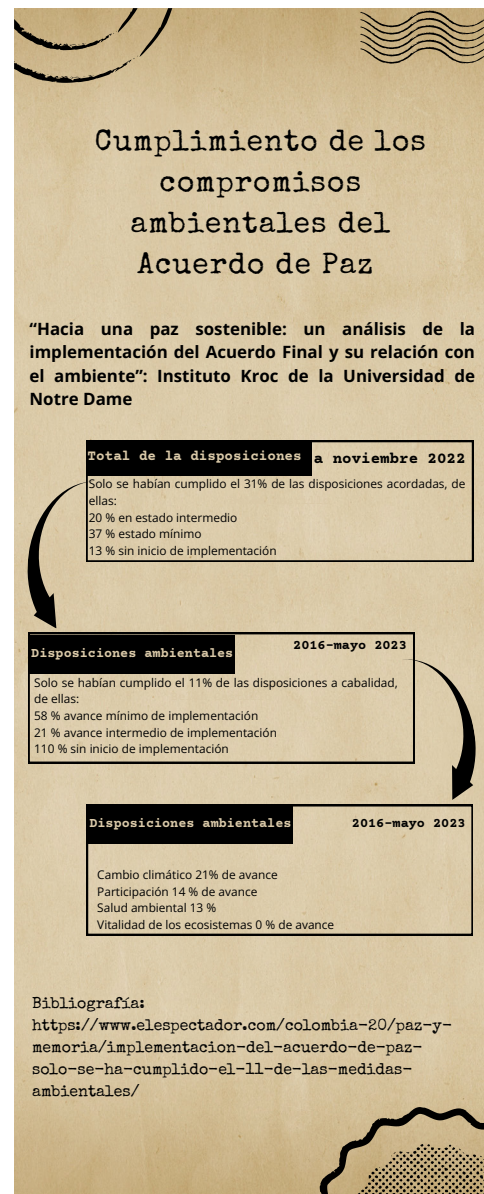 Cumplimiento de los
compromisos
ambientales del
Acuerdo de Paz
“Hacia una paz sostenible: un análisis de la
implementación del Acuerdo Final y su relación con
el ambiente”: Instituto Kroc de la Universidad de
Notre Dame
Total de la disposiciones a noviembre 2022
Solo se habían cumplido el 31% de las disposiciones acordadas, de
ellas:
20 % en estado intermedio
37 % estado mínimo
13 % sin inicio de implementación
Disposiciones ambientales 2016-mayo 2023
Solo se habían cumplido el 11% de las disposiciones a cabalidad,
de ellas:
58 % avance mínimo de implementación
21 % avance intermedio de implementación
110 % sin inicio de implementación
Disposiciones ambientales 2016-mayo 2023
Cambio climático 21% de avance
Participación 14 % de avance
Salud ambiental 13 %
Vitalidad de los ecosistemas 0 % de avance
Bibliografía:
https://www.elespectador.com/colombia-20/paz-y-
memoria/implementacion-del-acuerdo-de-paz-
solo-se-ha-cumplido-el-11-de-las-medidas-
ambientales/